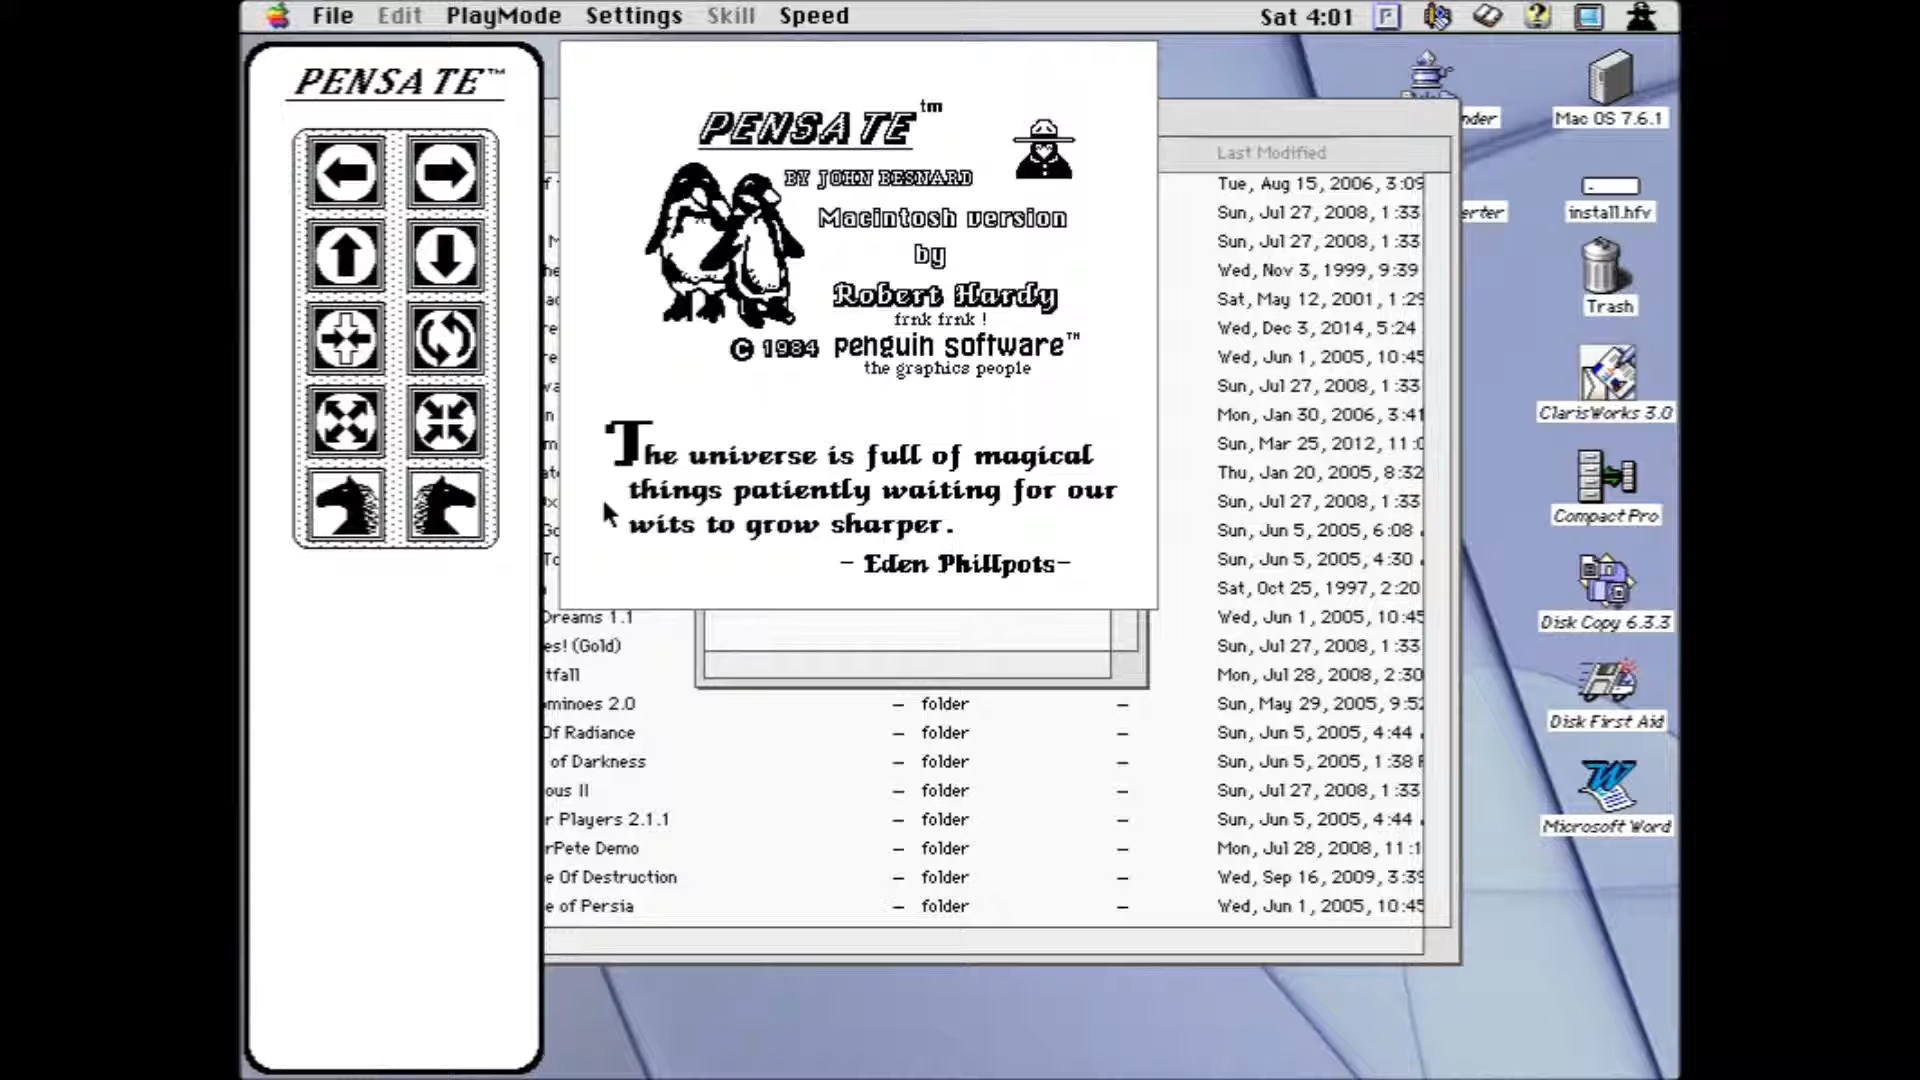 File Edit PlayMode Settings Skill Speed Sat 4:01
PENSATE™
PENSATE™
BY JOHN BESNARD
Macintosh version
by
Robert Hardy
frnk frnk !
© 1984 penguin software™
the graphics people
The universe is full of magical
things patiently waiting for our
wits to grow sharper.
- Eden Phillpots-
Last Modified
Tue, Aug 15, 2006, 3:09
Sun, Jul 27, 2008, 1:33
Sun, Jul 27, 2008, 1:33
Wed, Nov 3, 1999, 9:39
Sat, May 12, 2001, 1:29
Wed, Dec 3, 2014, 5:24
Wed, Jun 1, 2005, 10:45
Sun, Jul 27, 2008, 1:33
Mon, Jan 30, 2006, 3:41
Sun, Mar 25, 2012, 11:0
Thu, Jan 20, 2005, 8:32
Sun, Jul 27, 2008, 1:33
Sun, Jun 5, 2005, 6:08
Sun, Jun 5, 2005, 4:30
Sat, Oct 25, 1997, 2:20
Dreams 1.1 Wed, Jun 1, 2005, 10:45
es! (Gold) Sun, Jul 27, 2008, 1:33
tfall Mon, Jul 28, 2008, 2:30
ominoes 2.0 – folder – Sun, May 29, 2005, 9:52
Of Radiance – folder – Sun, Jun 5, 2005, 4:44
of Darkness – folder – Sun, Jun 5, 2005, 1:38
ous II – folder – Sun, Jul 27, 2008, 1:33
r Players 2.1.1 – folder – Sun, Jun 5, 2005, 4:44
rPete Demo – folder – Mon, Jul 28, 2008, 11:1
e Of Destruction – folder – Wed, Sep 16, 2009, 3:39
e of Persia – folder – Wed, Jun 1, 2005, 10:45
nder
erter
Mac OS 7.6.1
install.hfv
Trash
ClarisWorks 3.0
Compact Pro
Disk Copy 6.3.3
Disk First Aid
Microsoft Word